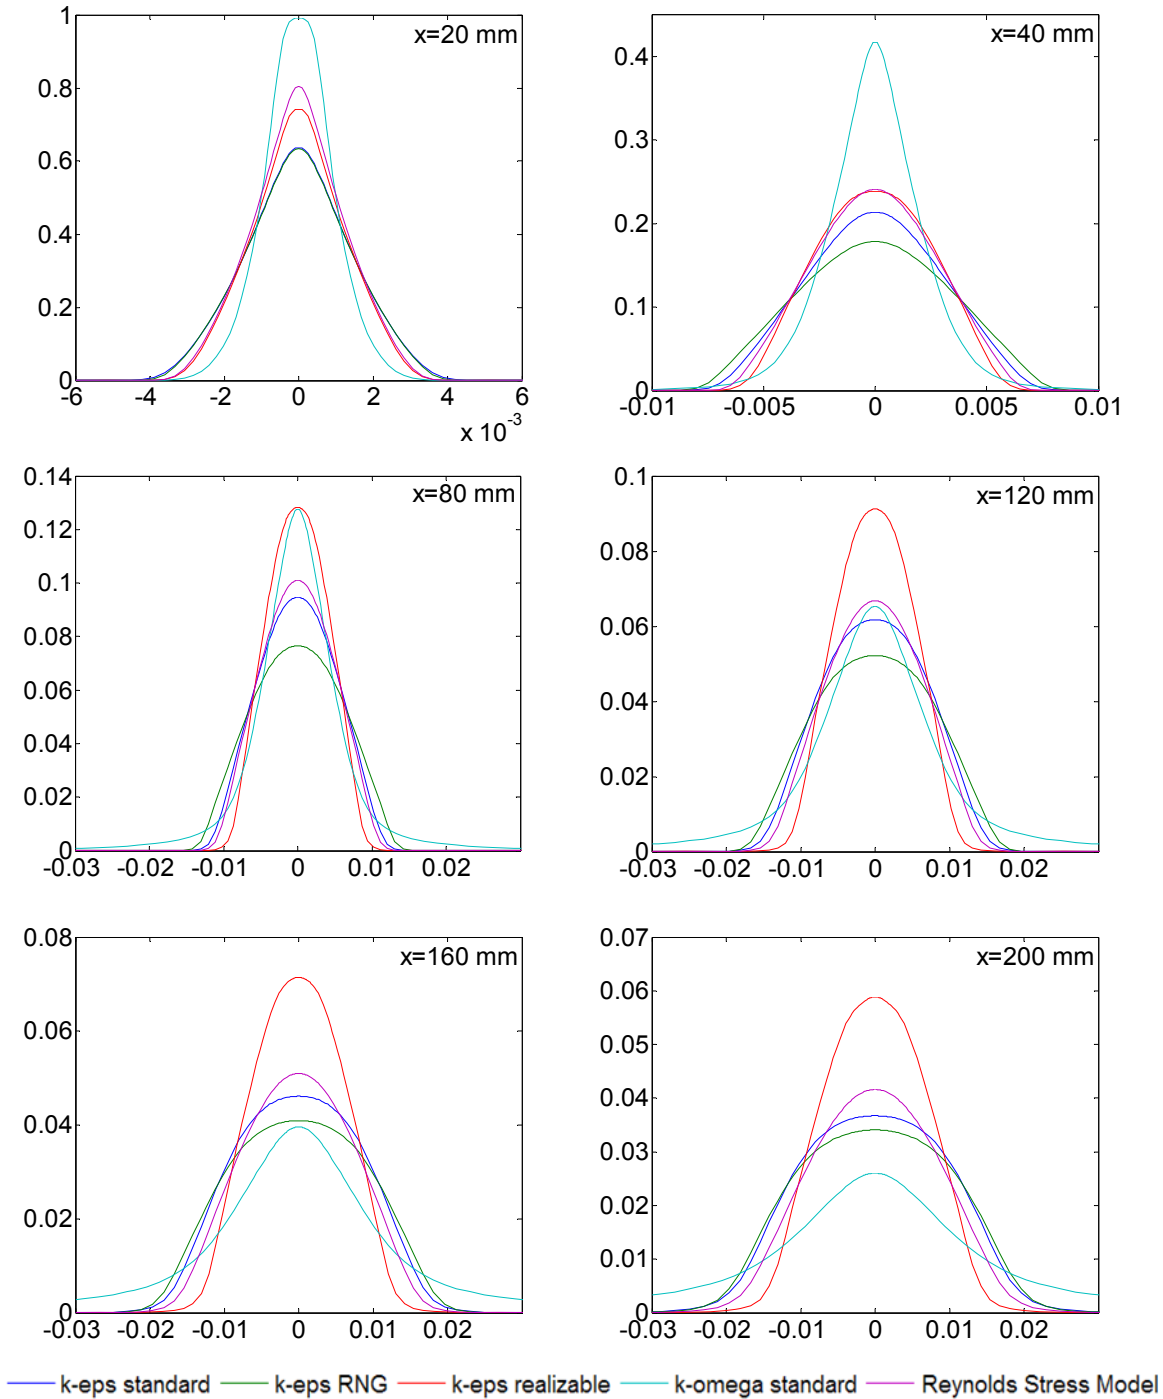 x=20 mm
1
0.8
0.6
0.4
0.2
0
-6 -4 -2 0 2 4 6
x 10^-3
x=40 mm
0.4
0.3
0.2
0.1
0
-0.01 -0.005 0 0.005 0.01
x=80 mm
0.14
0.12
0.1
0.08
0.06
0.04
0.02
0
-0.03 -0.02 -0.01 0 0.01 0.02
x=120 mm
0.1
0.08
0.06
0.04
0.02
0
-0.03 -0.02 -0.01 0 0.01 0.02
x=160 mm
0.08
0.06
0.04
0.02
0
-0.03 -0.02 -0.01 0 0.01 0.02
x=200 mm
0.07
0.06
0.05
0.04
0.03
0.02
0.01
0
-0.03 -0.02 -0.01 0 0.01 0.02
k-eps standard k-eps RNG k-eps realizable k-omega standard Reynolds Stress Model